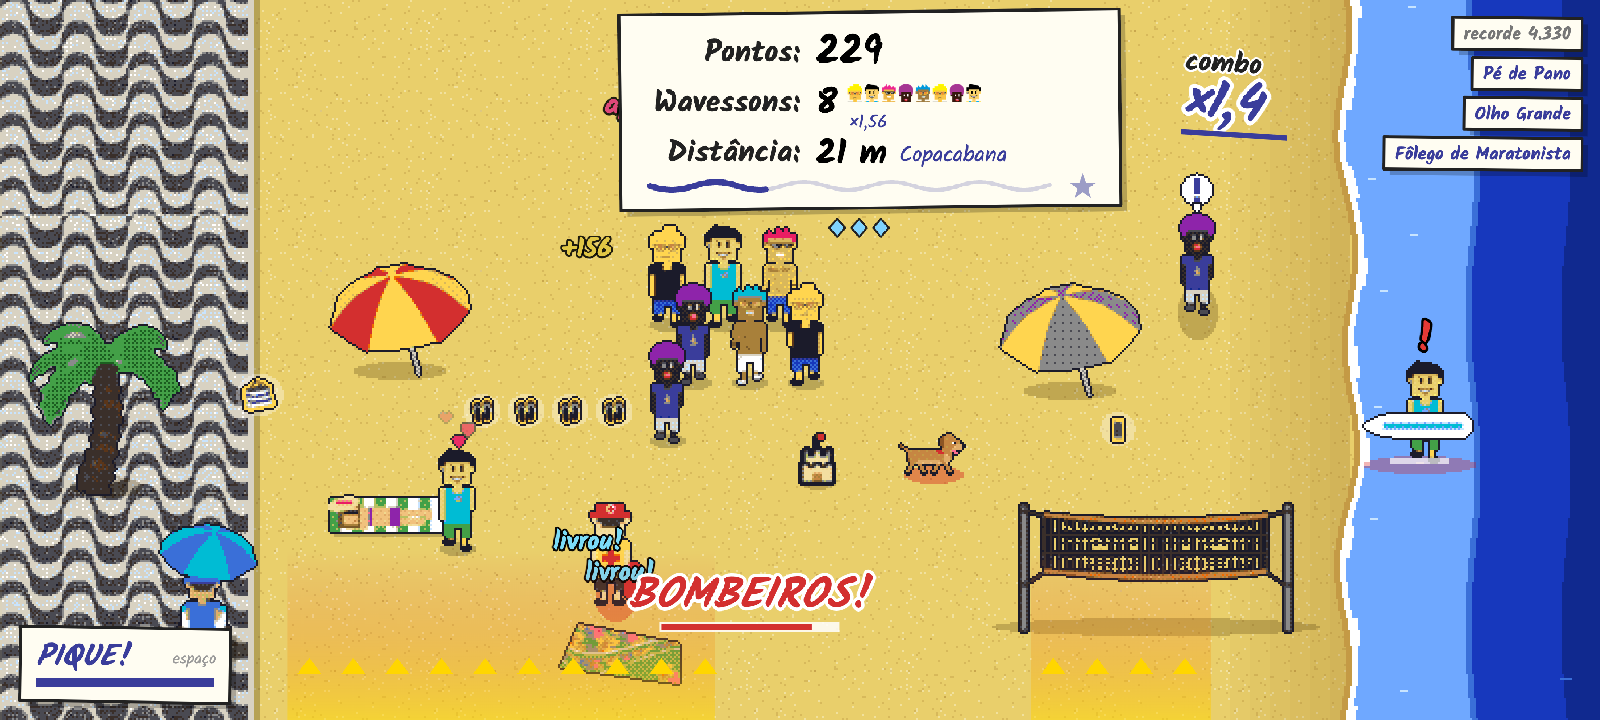 Pontos: 229
Wavessons: 8
x1,56
Distância: 21 m Copacabana
combo
x1,4
recorde 4.330
Pé de Pano
Olho Grande
Fôlego de Maratonista
+156
livrou!
livrou!
BOMBEIROS!
PIQUE! espaço